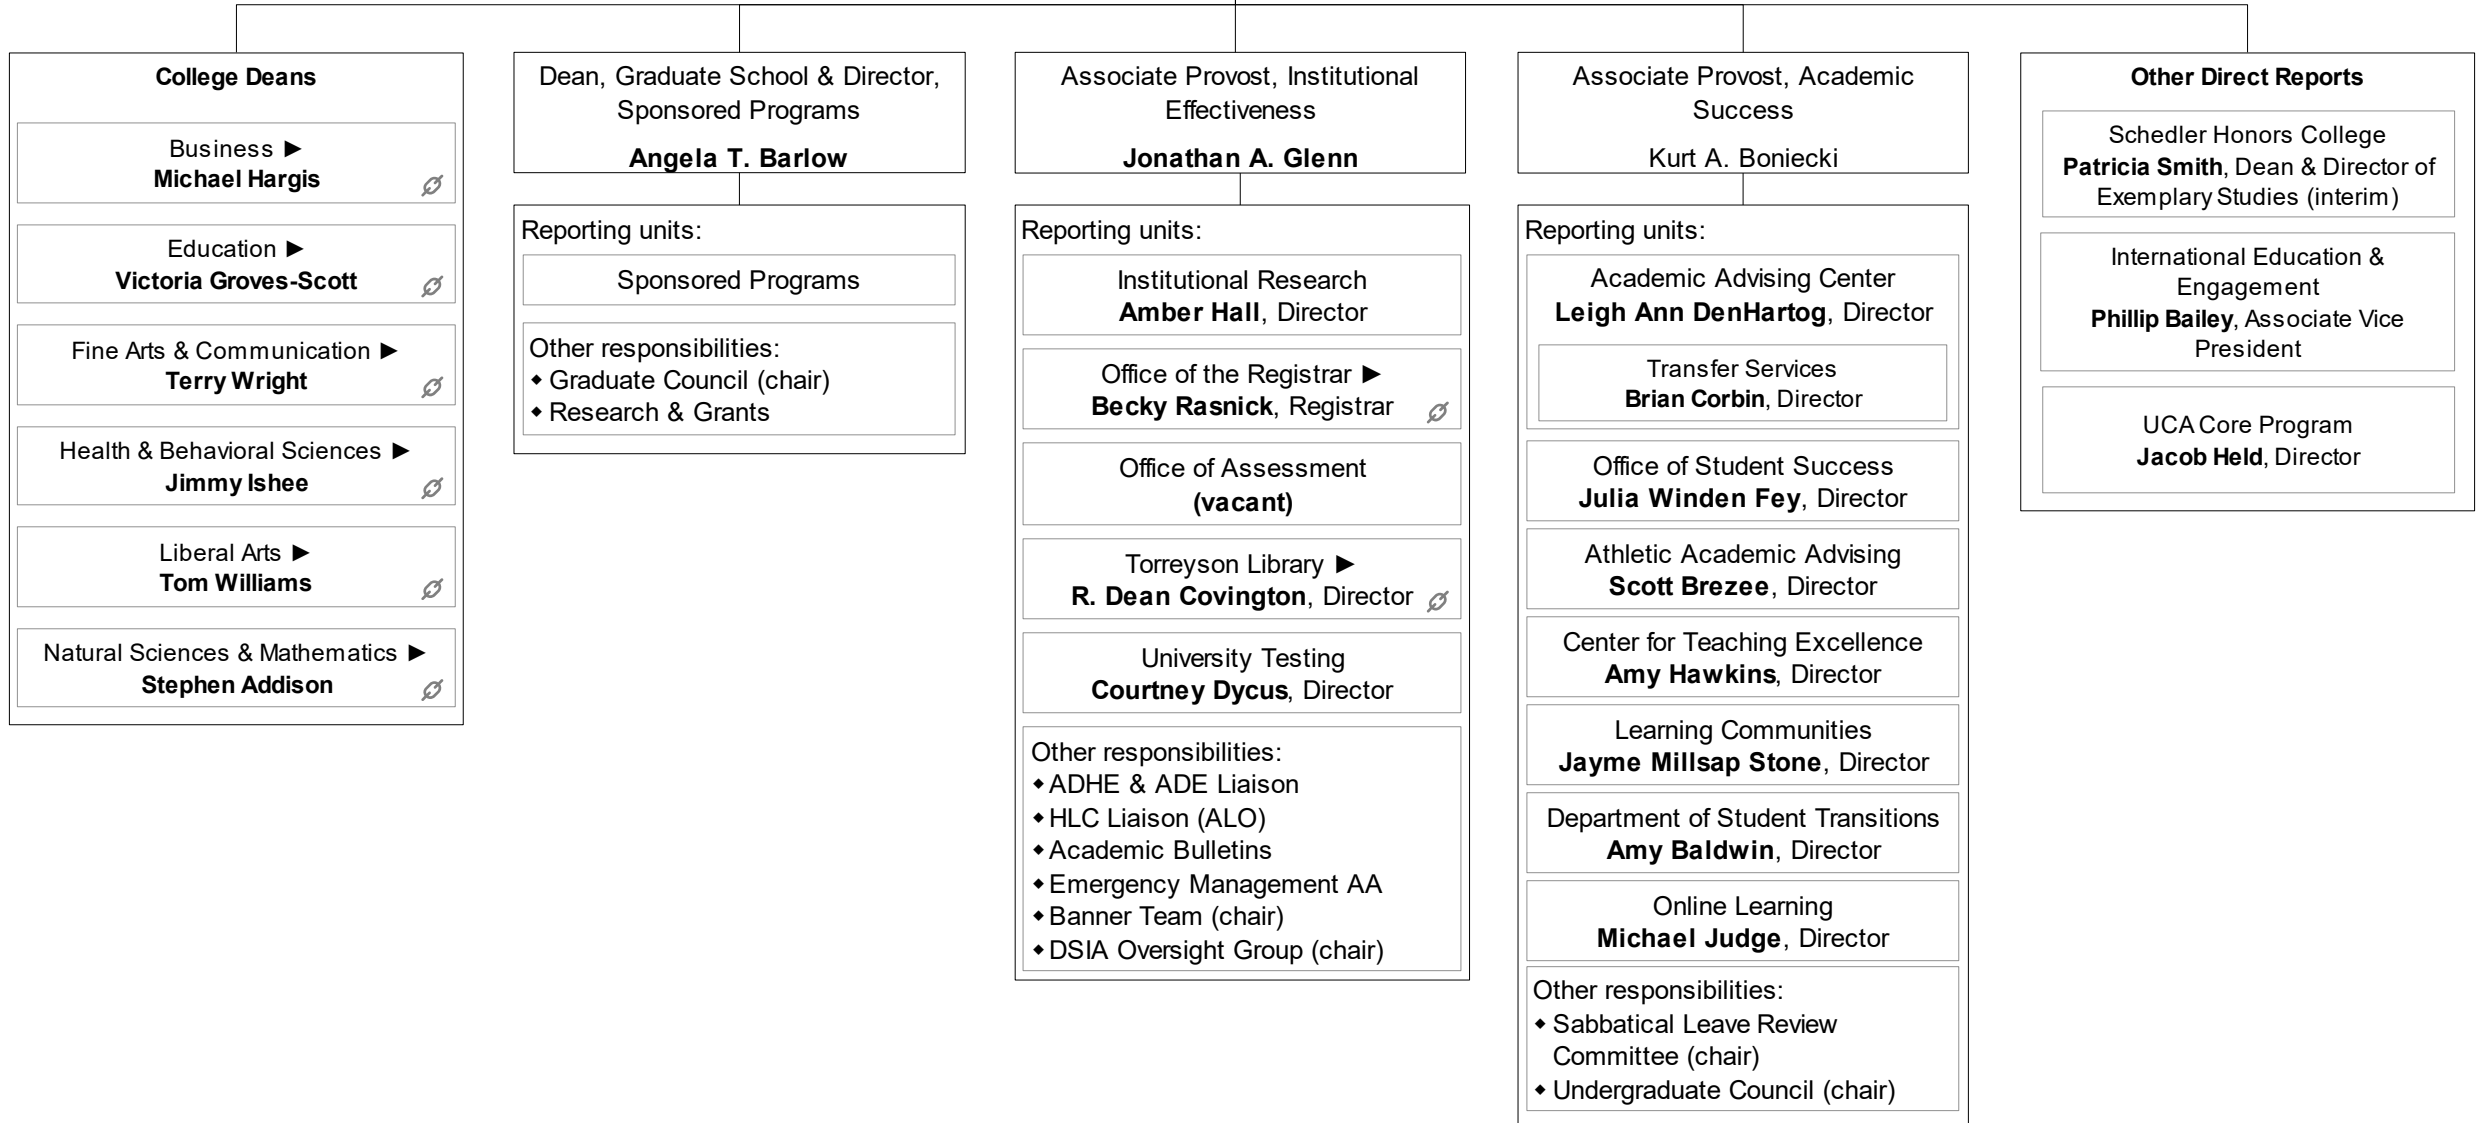 College Deans
Business ►
Michael Hargis
Education ►
Victoria Groves-Scott
Fine Arts & Communication ►
Terry Wright
Health & Behavioral Sciences ►
Jimmy Ishee
Liberal Arts ►
Tom Williams
Natural Sciences & Mathematics ►
Stephen Addison
Dean, Graduate School & Director,
Sponsored Programs
Angela T. Barlow
Reporting units:
Sponsored Programs
Other responsibilities:
◆ Graduate Council (chair)
◆ Research & Grants
Associate Provost, Institutional
Effectiveness
Jonathan A. Glenn
Reporting units:
Institutional Research
Amber Hall, Director
Office of the Registrar ►
Becky Rasnick, Registrar
Office of Assessment
(vacant)
Torreyson Library ►
R. Dean Covington, Director
University Testing
Courtney Dycus, Director
Other responsibilities:
◆ ADHE & ADE Liaison
◆ HLC Liaison (ALO)
◆ Academic Bulletins
◆ Emergency Management AA
◆ Banner Team (chair)
◆ DSIA Oversight Group (chair)
Associate Provost, Academic
Success
Kurt A. Boniecki
Reporting units:
Academic Advising Center
Leigh Ann DenHartog, Director
Transfer Services
Brian Corbin, Director
Office of Student Success
Julia Winden Fey, Director
Athletic Academic Advising
Scott Brezee, Director
Center for Teaching Excellence
Amy Hawkins, Director
Learning Communities
Jayme Millsap Stone, Director
Department of Student Transitions
Amy Baldwin, Director
Online Learning
Michael Judge, Director
Other responsibilities:
◆ Sabbatical Leave Review
Committee (chair)
◆ Undergraduate Council (chair)
Other Direct Reports
Schedler Honors College
Patricia Smith, Dean & Director of
Exemplary Studies (interim)
International Education &
Engagement
Phillip Bailey, Associate Vice
President
UCA Core Program
Jacob Held, Director